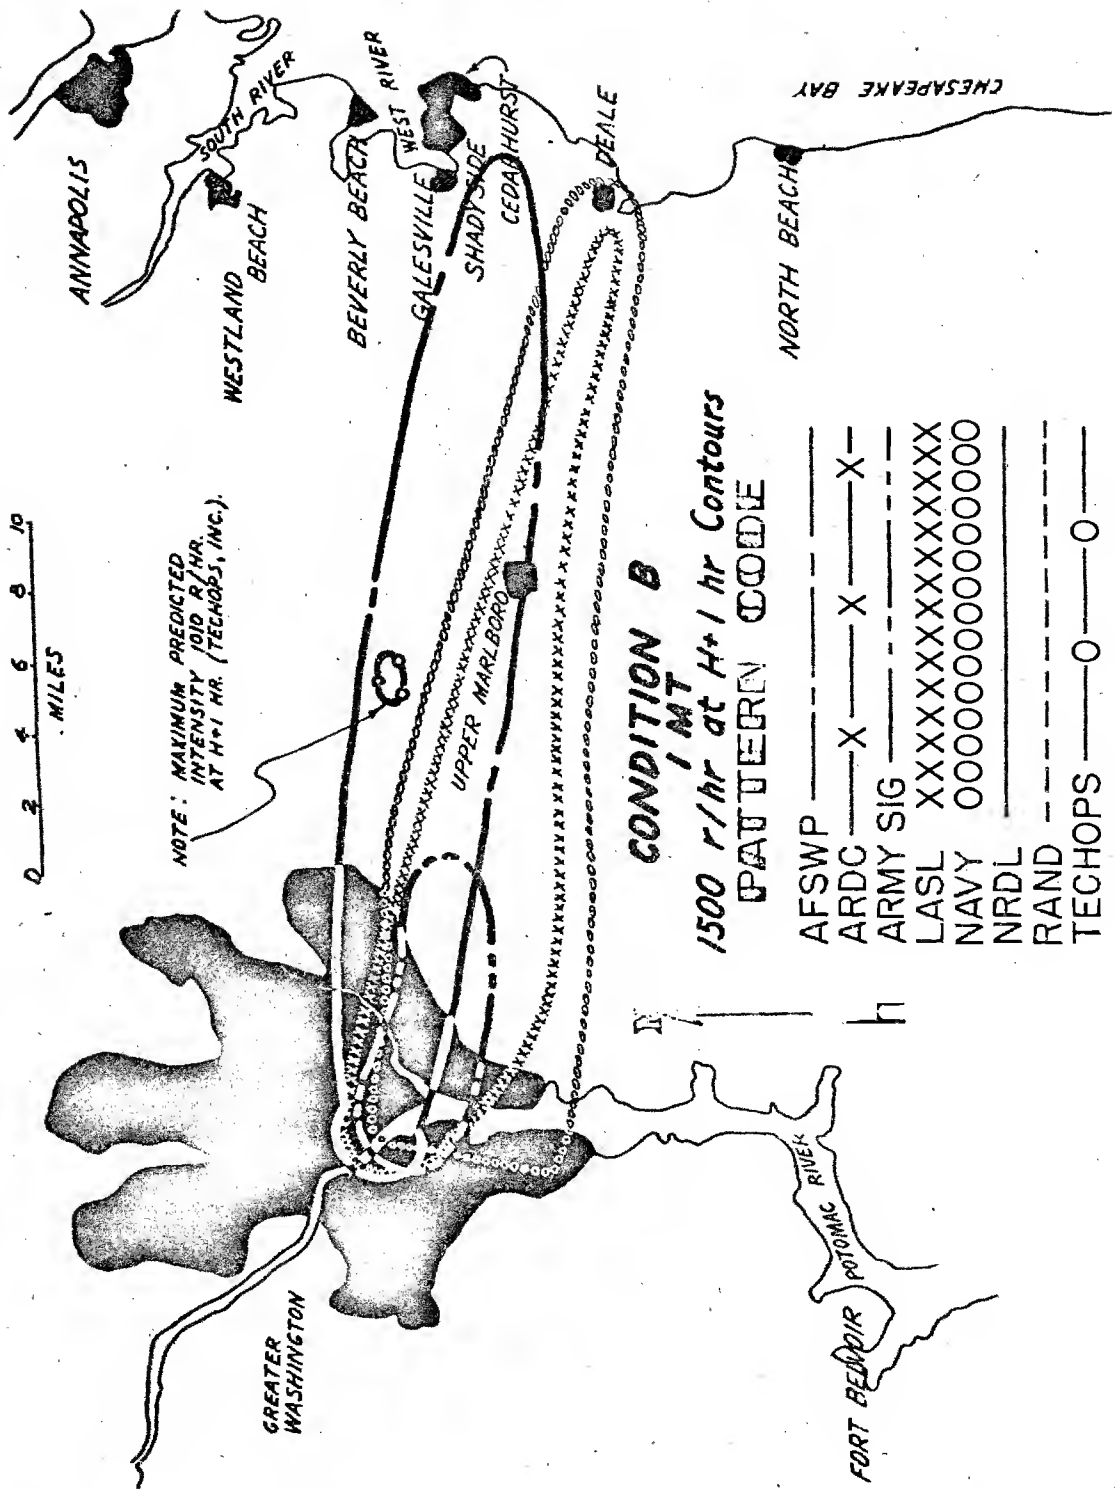 0 2 4 6 8 10
MILES
NOTE: MAXIMUM PREDICTED
INTENSITY 1010 R/HR.
AT H+1 HR. (TECHOPS, INC.).
ANNAPOLIS
SOUTH RIVER
WESTLAND
BEACH
BEVERLY BEACH
WEST RIVER
GALESVILLE
SHADYSIDE
CEDARHURST
DEALE
NORTH BEACH
CHESAPEAKE BAY
UPPER MARLBORO
GREATER
WASHINGTON
POTOMAC RIVER
FORT BELVOIR
CONDITION B
1 MT
1500 r/hr at H+1 hr Contours
PATTERN CODE
AFSWP
ARDC X X X
ARMY SIG
LASL XXXXXXXXXXXXXXXX
NAVY OOOOOOOOOOOOOOOO
NRDL
RAND
TECHOPS O O